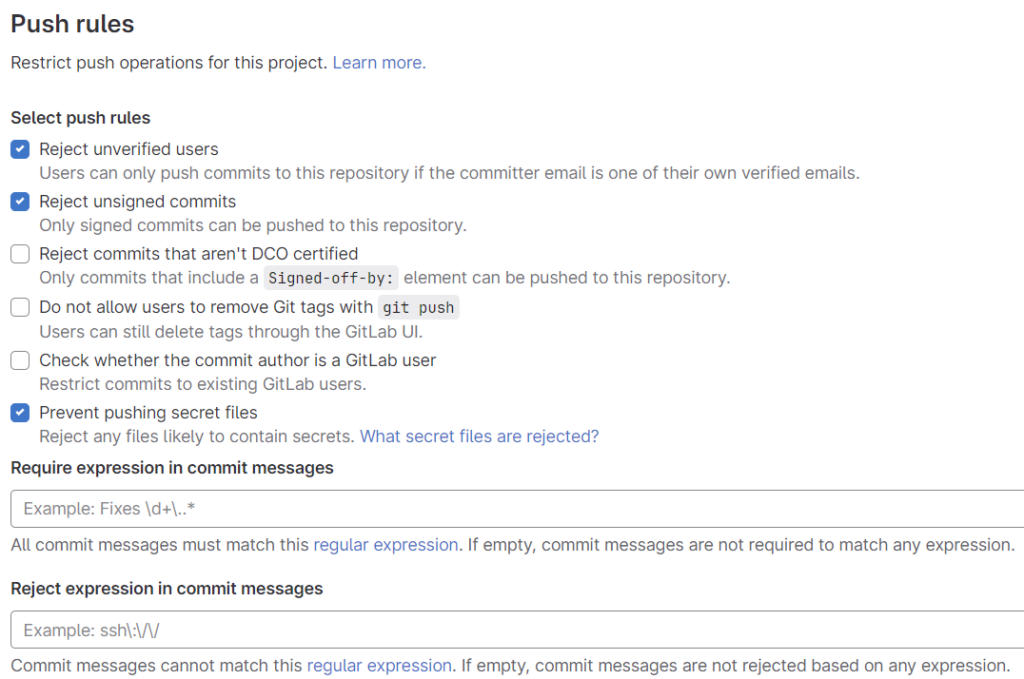 Push rules
Restrict push operations for this project. Learn more.
Select push rules
Reject unverified users
Users can only push commits to this repository if the committer email is one of their own verified emails.
Reject unsigned commits
Only signed commits can be pushed to this repository.
Reject commits that aren't DCO certified
Only commits that include a Signed-off-by: element can be pushed to this repository.
Do not allow users to remove Git tags with git push
Users can still delete tags through the GitLab UI.
Check whether the commit author is a GitLab user
Restrict commits to existing GitLab users.
Prevent pushing secret files
Reject any files likely to contain secrets. What secret files are rejected?
Require expression in commit messages
Example: Fixes \d+\..*
All commit messages must match this regular expression. If empty, commit messages are not required to match any expression.
Reject expression in commit messages
Example: ssh\:\/\/
Commit messages cannot match this regular expression. If empty, commit messages are not rejected based on any expression.